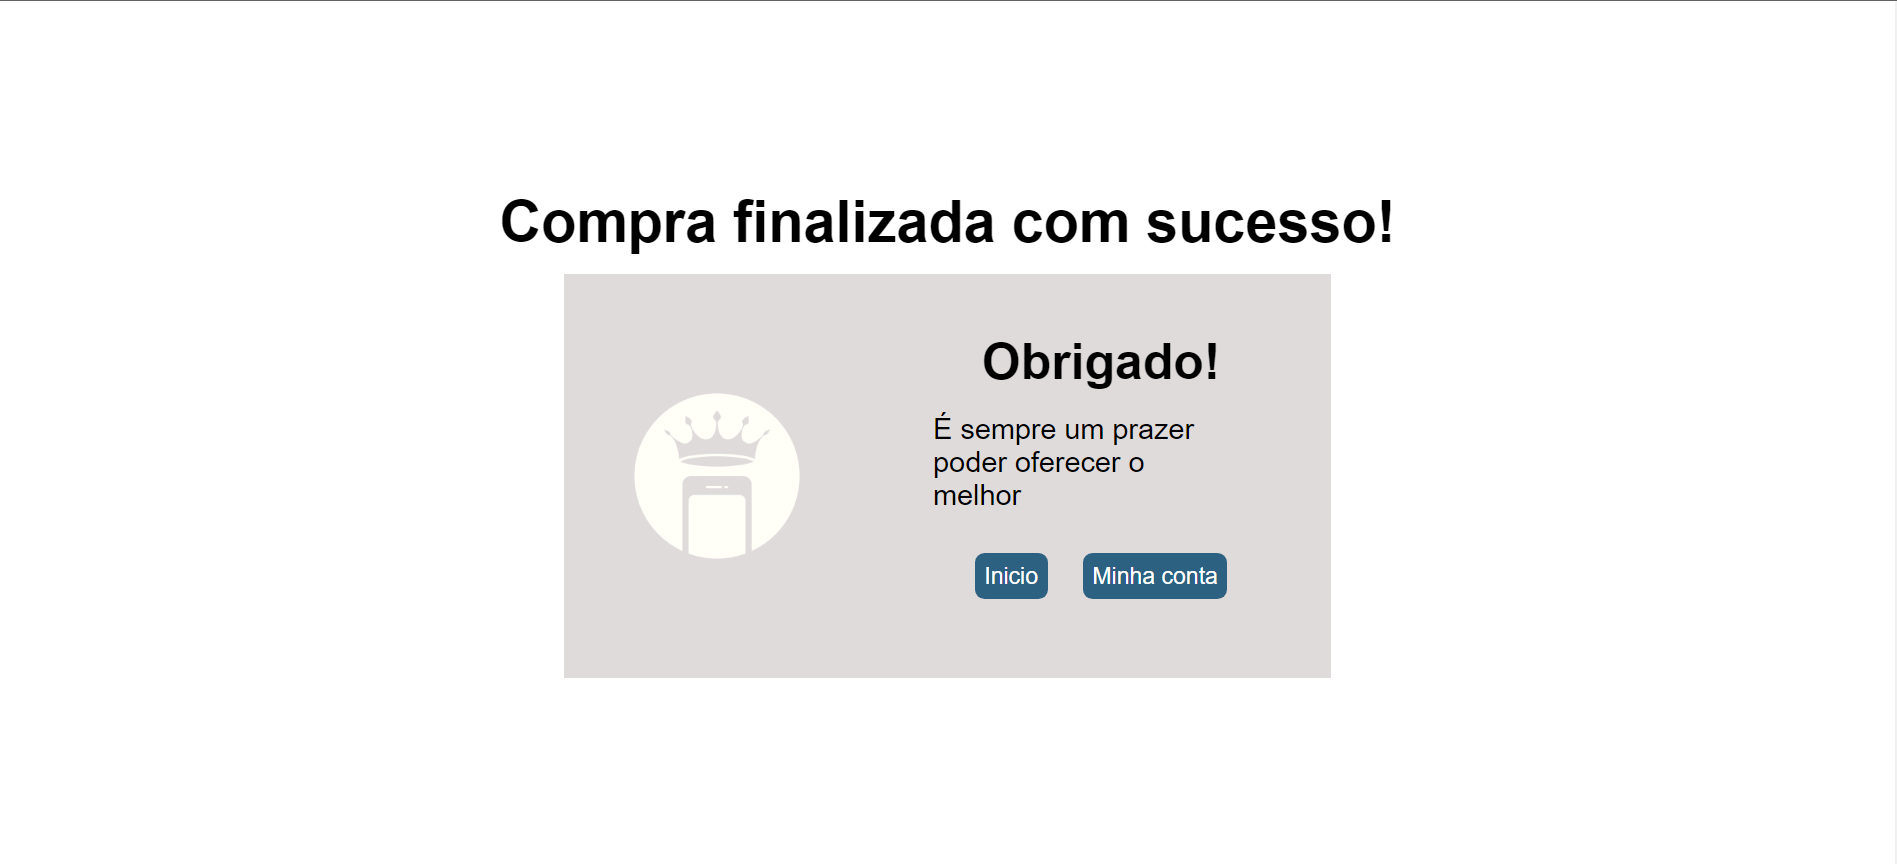 Compra finalizada com sucesso!
Obrigado!
É sempre um prazer
poder oferecer o
melhor
Inicio
Minha conta